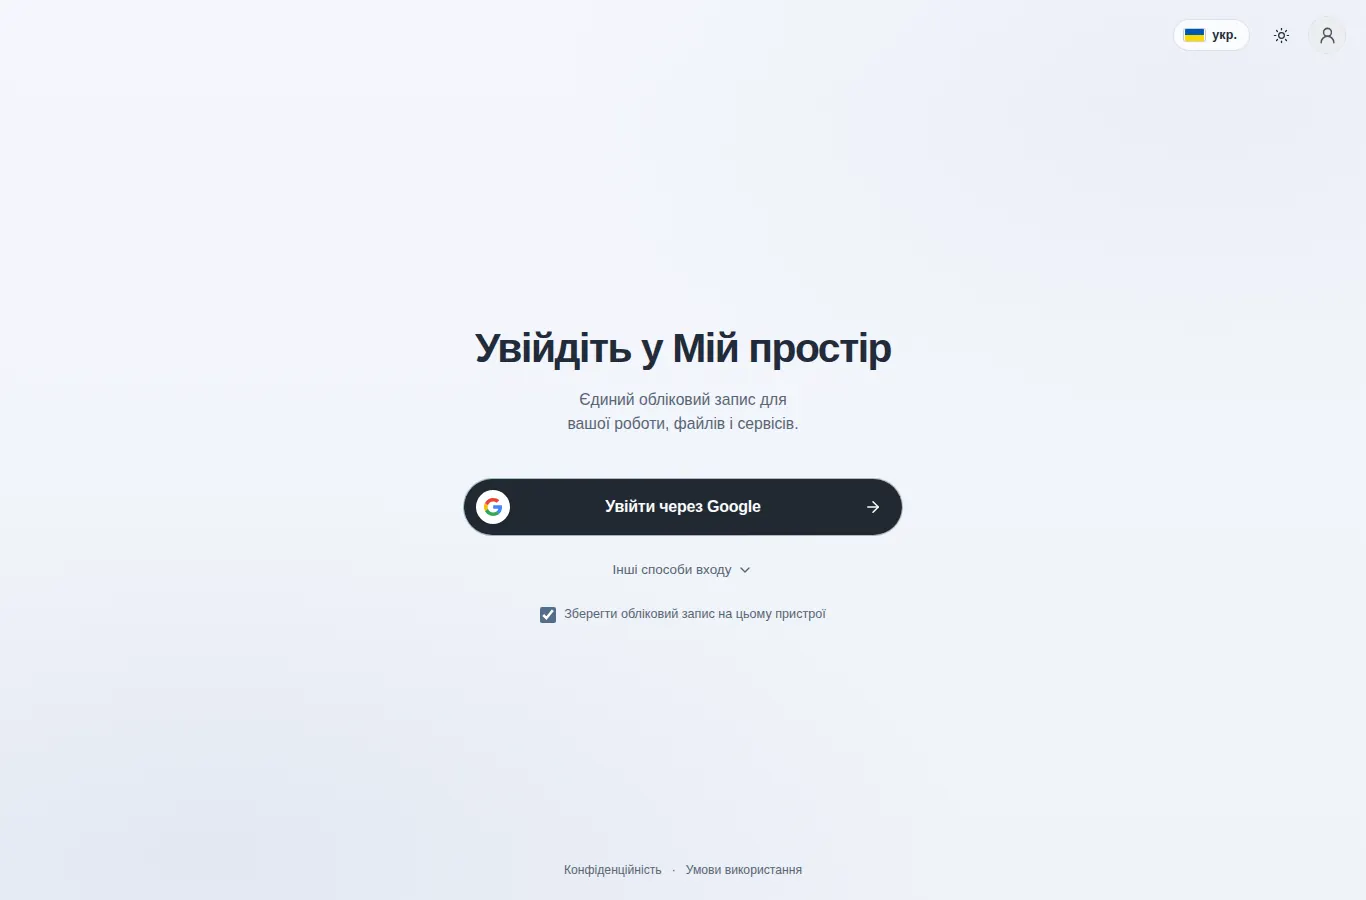 укр.
Увійдіть у Мій простір
Єдиний обліковий запис для
вашої роботи, файлів і сервісів.
Увійти через Google
Інші способи входу
Зберегти обліковий запис на цьому пристрої
Конфіденційність · Умови використання